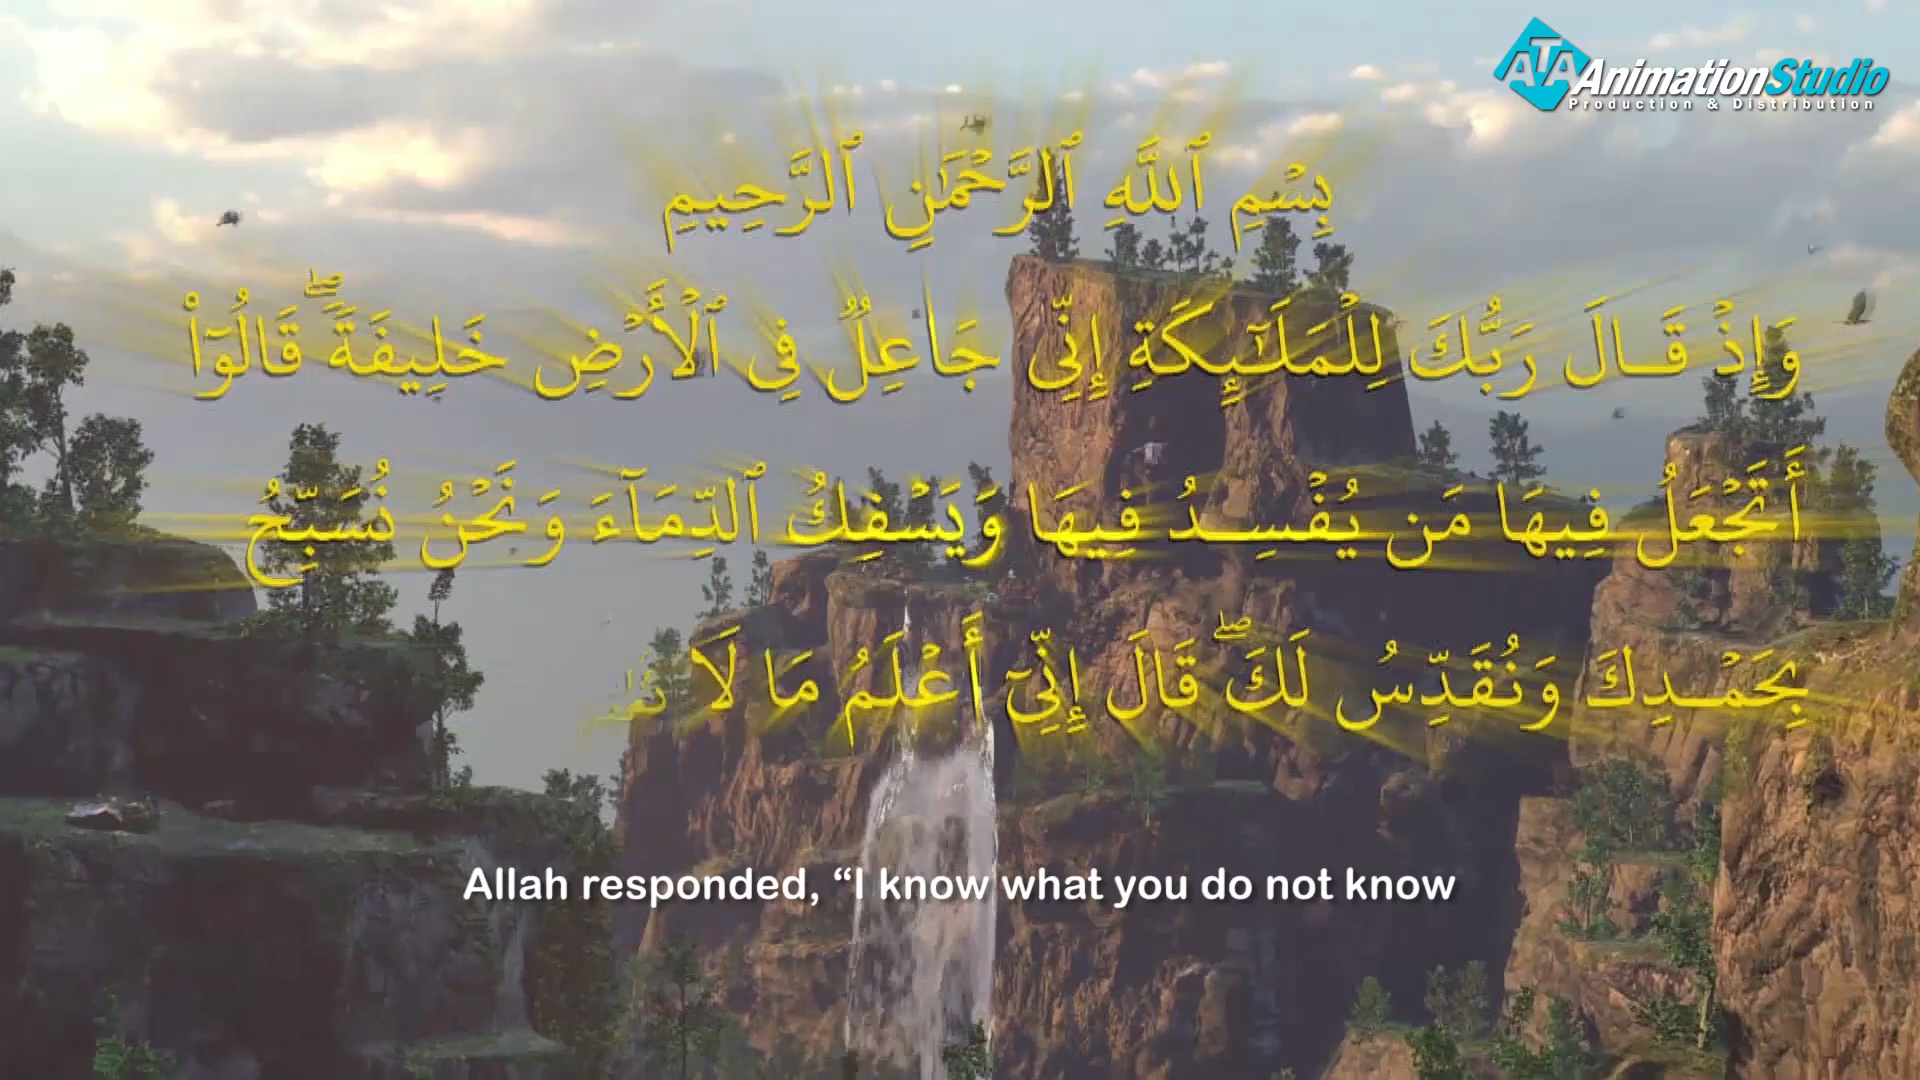 ATA AnimationStudio
Production & Distribution
بِسْمِ ٱللَّهِ ٱلرَّحْمَٰنِ ٱلرَّحِيمِ
وَإِذْ قَالَ رَبُّكَ لِلْمَلَٰٓئِكَةِ إِنِّى جَاعِلٌ فِى ٱلْأَرْضِ خَلِيفَةً ۖ قَالُوٓا۟
أَتَجْعَلُ فِيهَا مَن يُفْسِدُ فِيهَا وَيَسْفِكُ ٱلدِّمَآءَ وَنَحْنُ نُسَبِّحُ
بِحَمْدِكَ وَنُقَدِّسُ لَكَ ۖ قَالَ إِنِّىٓ أَعْلَمُ مَا لَا
Allah responded, “I know what you do not know